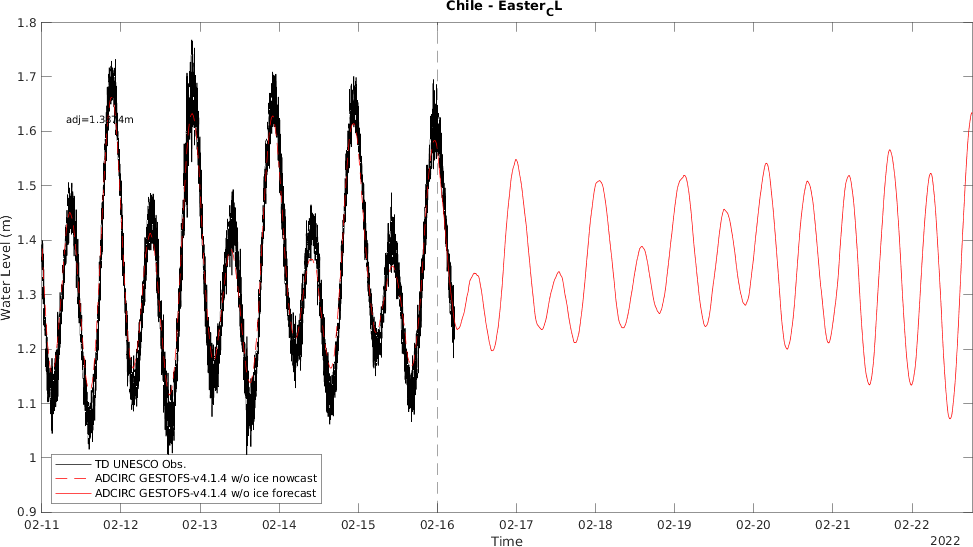 Chile - Easter_CL
1.8
1.7
1.6
1.5
1.4
1.3
1.2
1.1
1
0.9
Water Level (m)
adj=1.3374m
TD UNESCO Obs.
ADCIRC GESTOFS-v4.1.4 w/o ice nowcast
ADCIRC GESTOFS-v4.1.4 w/o ice forecast
02-11 02-12 02-13 02-14 02-15 02-16 02-17 02-18 02-19 02-20 02-21 02-22
Time
2022